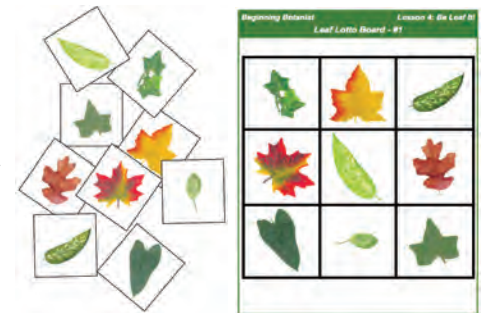 Beginning Botanist Lesson 4: Be Leaf It!
Leaf Lotto Board - #1